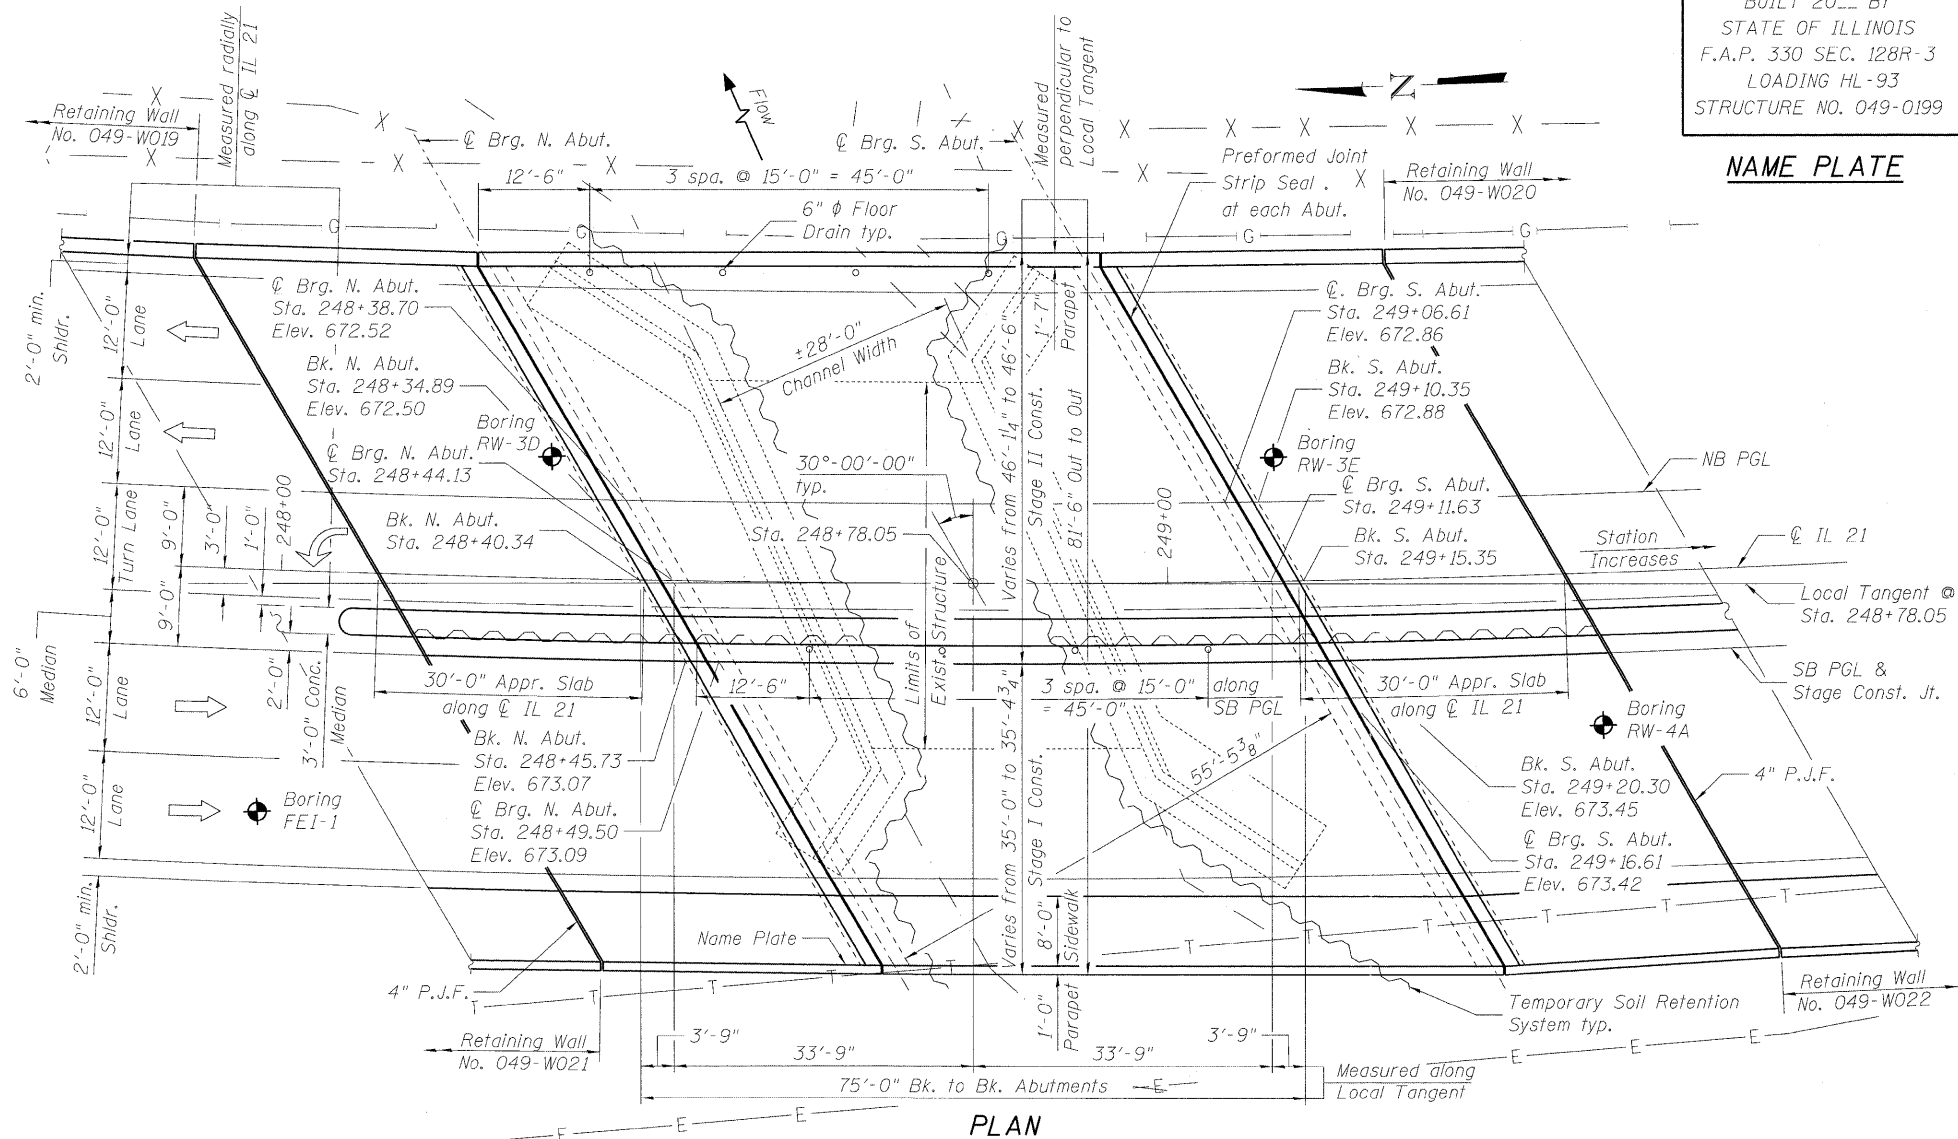 BUILT 20__ BY
STATE OF ILLINOIS
F.A.P. 330 SEC. 128R-3
LOADING HL-93
STRUCTURE NO. 049-0199
NAME PLATE
Measured radially
along ℄ IL 21
Retaining Wall
No. 049-W019
℄ Brg. N. Abut.
Flow
℄ Brg. S. Abut.
Measured
perpendicular to
Local Tangent
N
Preformed Joint
Strip Seal
at each Abut.
Retaining Wall
No. 049-W020
12'-6"
3 spa. @ 15'-0" = 45'-0"
6" φ Floor
Drain typ.
2'-0" min.
Shldr.
12'-0"
Lane
12'-0"
Lane
12'-0"
Turn Lane
9'-0"
9'-0"
3'-0"
1'-0"
248+00
6'-0"
Median
12'-0"
Lane
2'-0"
3'-0" Conc.
Median
12'-0"
Lane
2'-0" min.
Shldr.
℄ Brg. N. Abut.
Sta. 248+38.70
Elev. 672.52
Bk. N. Abut.
Sta. 248+34.89
Elev. 672.50
Boring
RW-3D
℄ Brg. N. Abut.
Sta. 248+44.13
Bk. N. Abut.
Sta. 248+40.34
±28'-0"
Channel Width
30°-00'-00"
typ.
Sta. 248+78.05
Limits of
Exist. Structure
Varies from 46'-1¼" to 46'-6"
Stage II Const.
1'-7"
Parapet
81'-6" Out to Out
℄. Brg. S. Abut.
Sta. 249+06.61
Elev. 672.86
Bk. S. Abut.
Sta. 249+10.35
Elev. 672.88
Boring
RW-3E
℄ Brg. S. Abut.
Sta. 249+11.63
Bk. S. Abut.
Sta. 249+15.35
249+00
NB PGL
Station
Increases
℄ IL 21
Local Tangent @
Sta. 248+78.05
SB PGL &
Stage Const. Jt.
30'-0" Appr. Slab
along ℄ IL 21
12'-6"
3 spa. @ 15'-0"
= 45'-0"
along
SB PGL
30'-0" Appr. Slab
along ℄ IL 21
Boring
RW-4A
4" P.J.F.
Bk. N. Abut.
Sta. 248+45.73
Elev. 673.07
℄ Brg. N. Abut.
Sta. 248+49.50
Elev. 673.09
Boring
FEI-1
Varies from 35'-0" to 35'-4¾"
Stage I Const.
55'-5⅜"
Bk. S. Abut.
Sta. 249+20.30
Elev. 673.45
℄ Brg. S. Abut.
Sta. 249+16.61
Elev. 673.42
8'-0"
Sidewalk
Name Plate
4" P.J.F.
1'-0"
Parapet
Temporary Soil Retention
System typ.
Retaining Wall
No. 049-W022
Retaining Wall
No. 049-W021
3'-9"
33'-9"
33'-9"
3'-9"
75'-0" Bk. to Bk. Abutments
Measured along
Local Tangent
PLAN